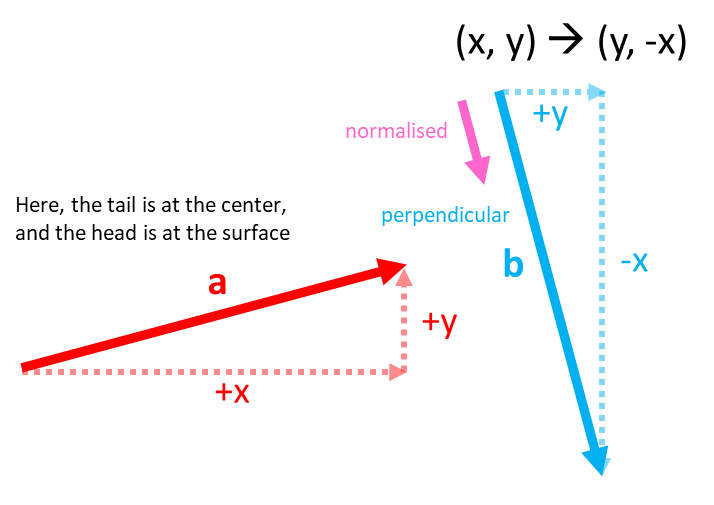 (x, y) → (y, -x)
+y
normalised
Here, the tail is at the center,
and the head is at the surface
perpendicular
a
b
-x
+y
+x